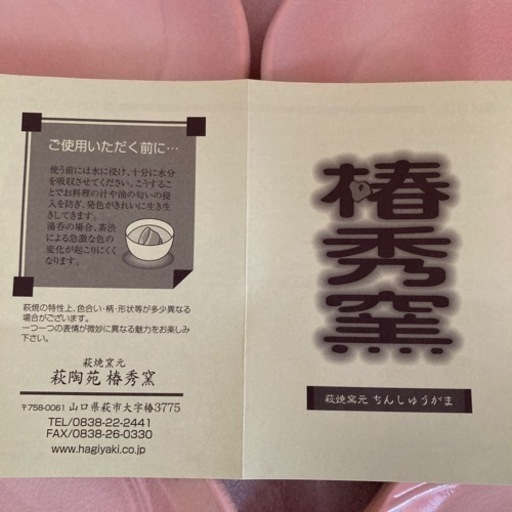 ご使用いただく前に…
使う前には水に浸け、十分に水分
を吸収させてください。こうするこ
とでお料理の汁や油の匂いの侵
入を防ぎ、発色がきれいに生き生
きしてきます。
湯呑の場合、茶渋
による急激な色の
変化が起こりにくく
なります。
萩焼の特性上、色合い・柄・形状等が多少異なる
場合がございます。
一つ一つの表情が微妙に異なる魅力をお楽しみ
下さい。
萩焼窯元
萩陶苑 椿秀窯
〒758-0061 山口県萩市大字椿3775
TEL/0838-22-2441
FAX/0838-26-0330
www.hagiyaki.co.jp
椿秀窯
萩焼窯元 ちんしゅうがま